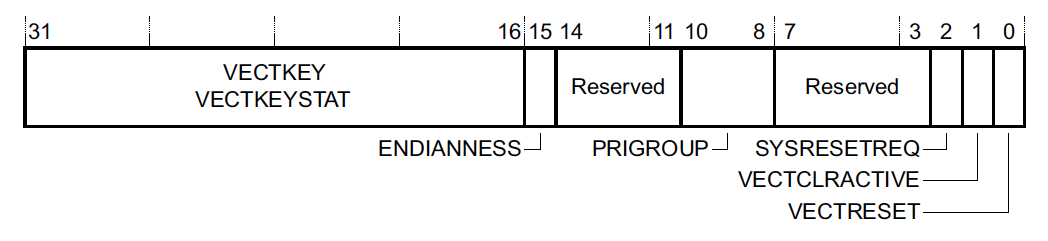 31 16 15 14 11 10 8 7 3 2 1 0
VECTKEY
VECTKEYSTAT
Reserved
Reserved
ENDIANNESS
PRIGROUP
SYSRESETREQ
VECTCLRACTIVE
VECTRESET